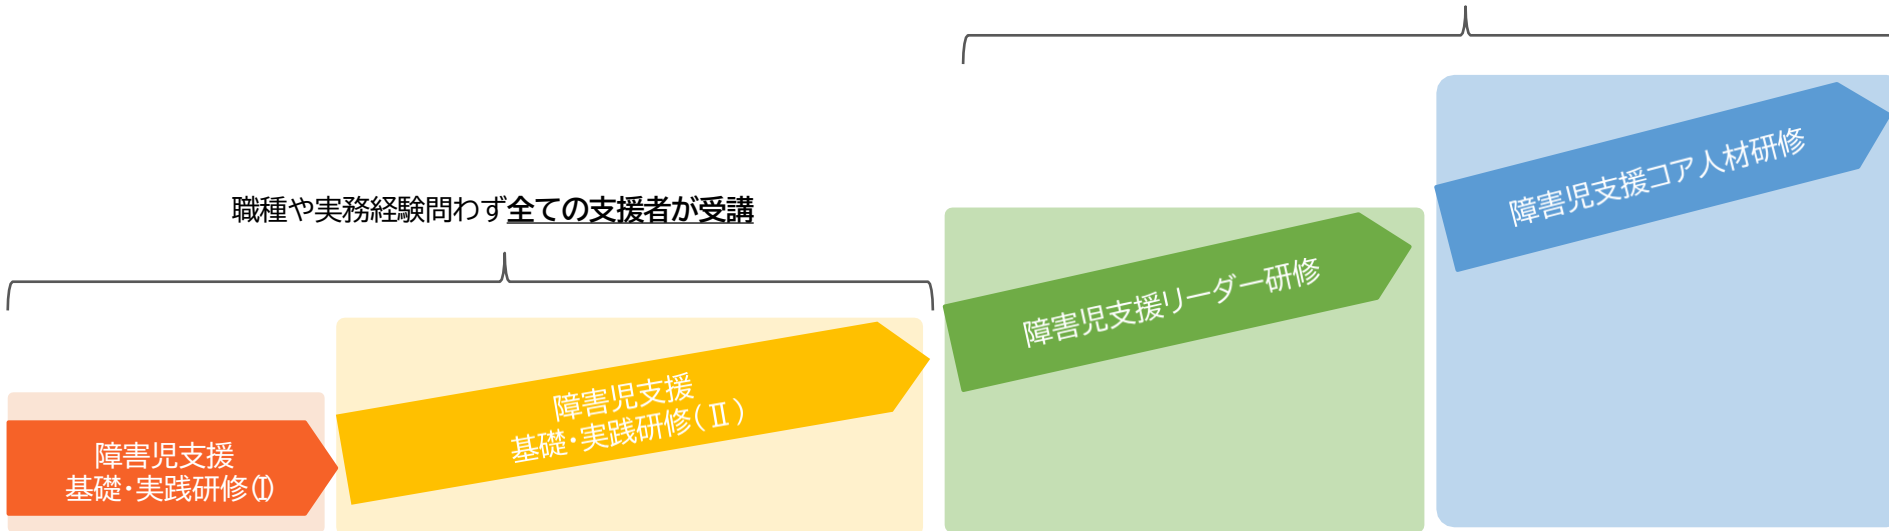 職種や実務経験問わず全ての支援者が受講
障害児支援
基礎・実践研修(Ⅰ)
障害児支援
基礎・実践研修(Ⅱ)
障害児支援リーダー研修
障害児支援コア人材研修